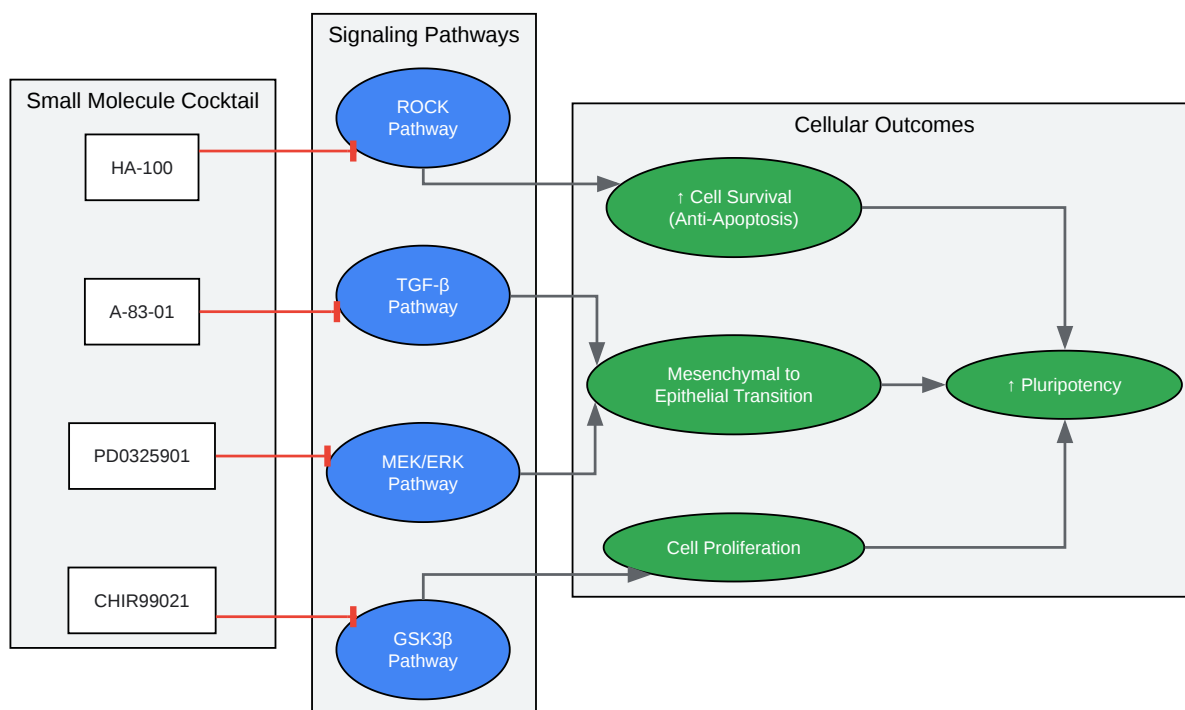 Small Molecule Cocktail
HA-100
A-83-01
PD0325901
CHIR99021
Signaling Pathways
ROCK
Pathway
TGF-β
Pathway
MEK/ERK
Pathway
GSK3β
Pathway
Cellular Outcomes
↑ Cell Survival
(Anti-Apoptosis)
Mesenchymal to
Epithelial Transition
Cell Proliferation
↑ Pluripotency